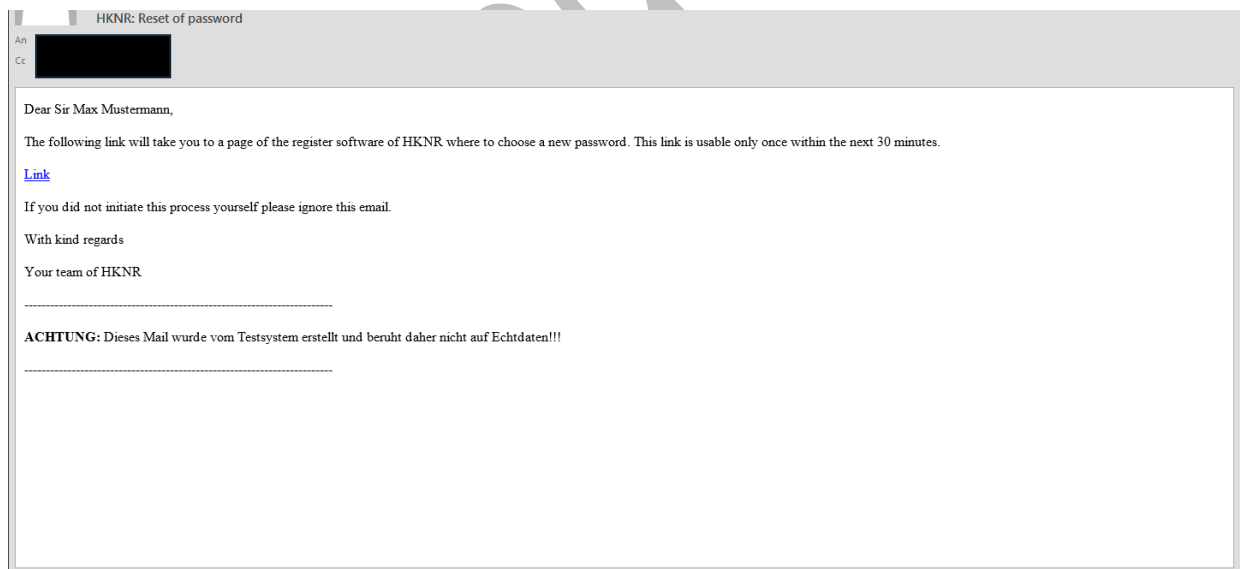 HKNR: Reset of password
An
Cc
Dear Sir Max Mustermann,
The following link will take you to a page of the register software of HKNR where to choose a new password. This link is usable only once within the next 30 minutes.
Link
If you did not initiate this process yourself please ignore this email.
With kind regards
Your team of HKNR
------------------------------------------------------------------------
ACHTUNG: Dieses Mail wurde vom Testsystem erstellt und beruht daher nicht auf Echtdaten!!!
------------------------------------------------------------------------